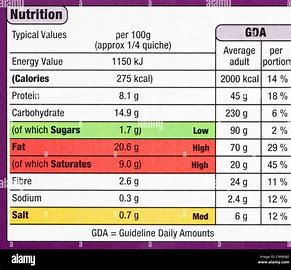 Nutrition
GDA
Typical Values per 100g Average per
(approx 1/4 quiche) adult portion
Energy Value 1150 kJ
(Calories 275 kcal) 2000 kcal 14 %
Protein 8.1 g 45 g 18 %
Carbohydrate 14.9 g 230 g 6 %
(of which Sugars 1.7 g) Low 90 g 2 %
Fat 20.6 g High 70 g 29 %
(of which Saturates 9.0 g) High 20 g 45 %
Fibre 2.6 g 24 g 11 %
Sodium 0.3 g 2.4 g 12 %
Salt 0.7 g Med 6 g 12 %
GDA = Guideline Daily Amounts
alamy